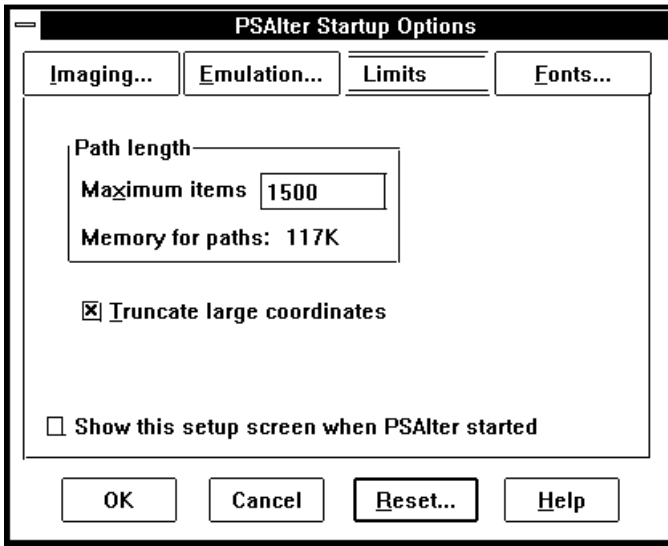 PSAlter Startup Options
Imaging... Emulation... Limits Fonts...
Path length
Maximum items 1500
Memory for paths: 117K
Truncate large coordinates
Show this setup screen when PSAlter started
OK Cancel Reset... Help